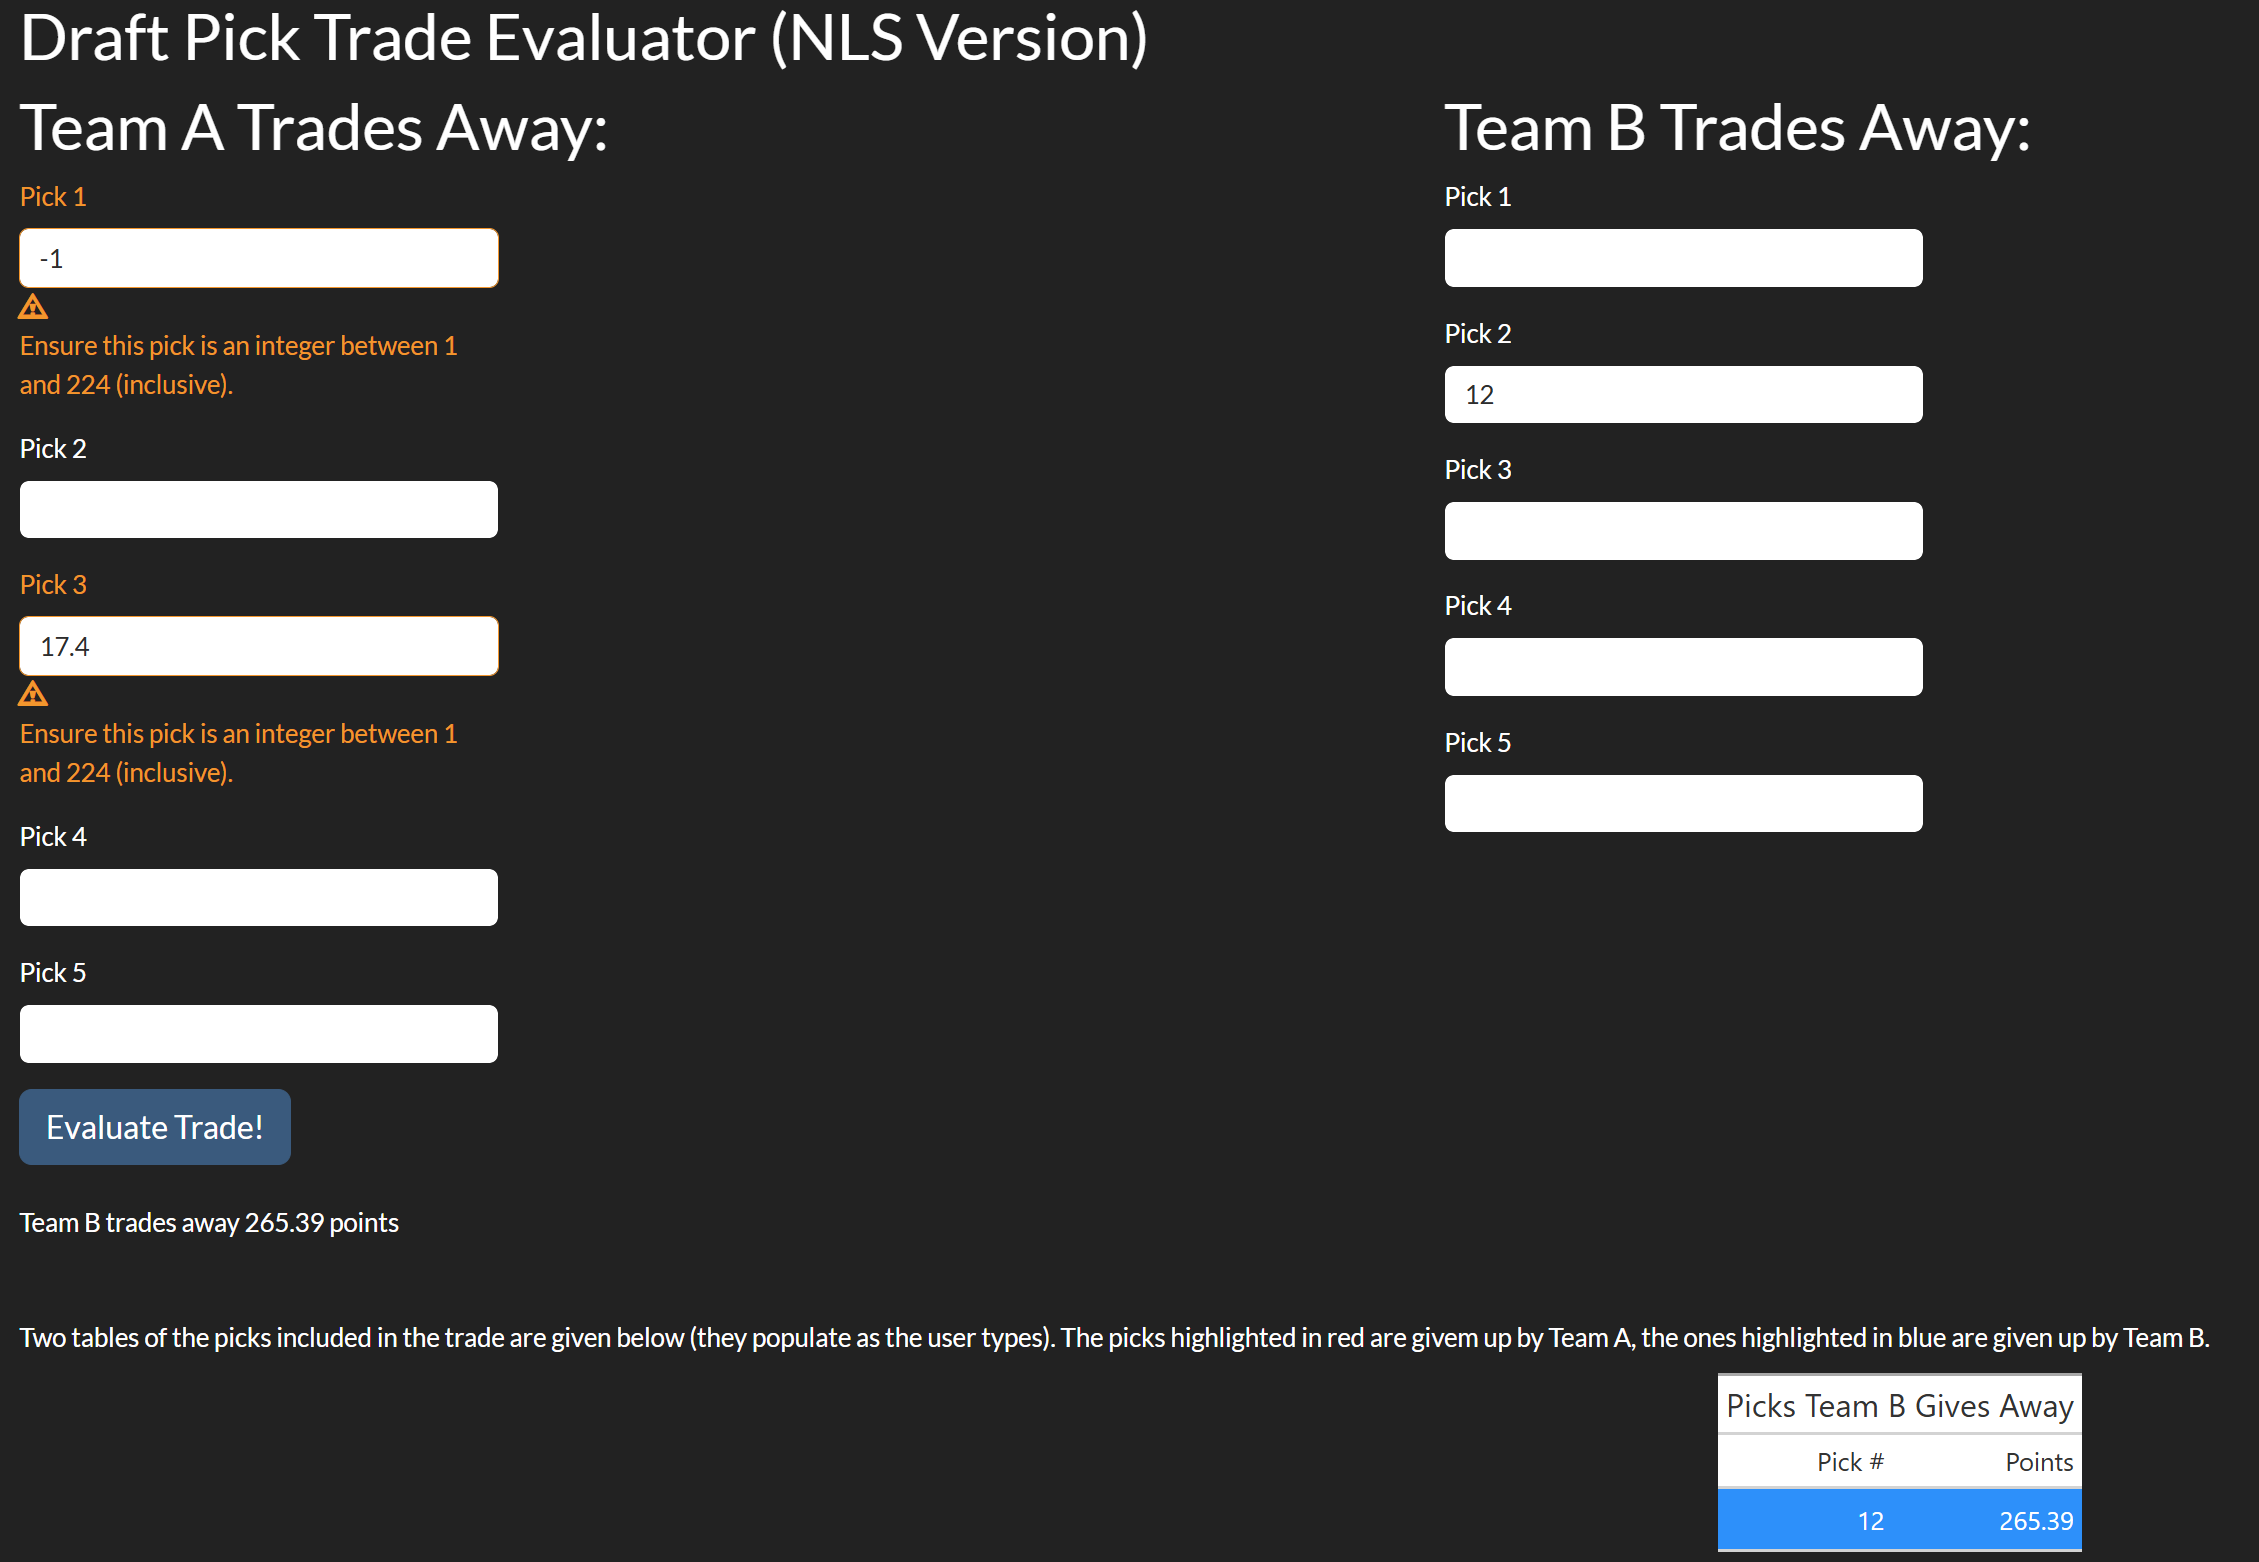 Draft Pick Trade Evaluator (NLS Version)
Team A Trades Away:
Pick 1
-1
Ensure this pick is an integer between 1
and 224 (inclusive).
Pick 2
Pick 3
17.4
Ensure this pick is an integer between 1
and 224 (inclusive).
Pick 4
Pick 5
Evaluate Trade!
Team B Trades Away:
Pick 1
Pick 2
12
Pick 3
Pick 4
Pick 5
Team B trades away 265.39 points
Two tables of the picks included in the trade are given below (they populate as the user types). The picks highlighted in red are givem up by Team A, the ones highlighted in blue are given up by Team B.
Picks Team B Gives Away
Pick # Points
12 265.39